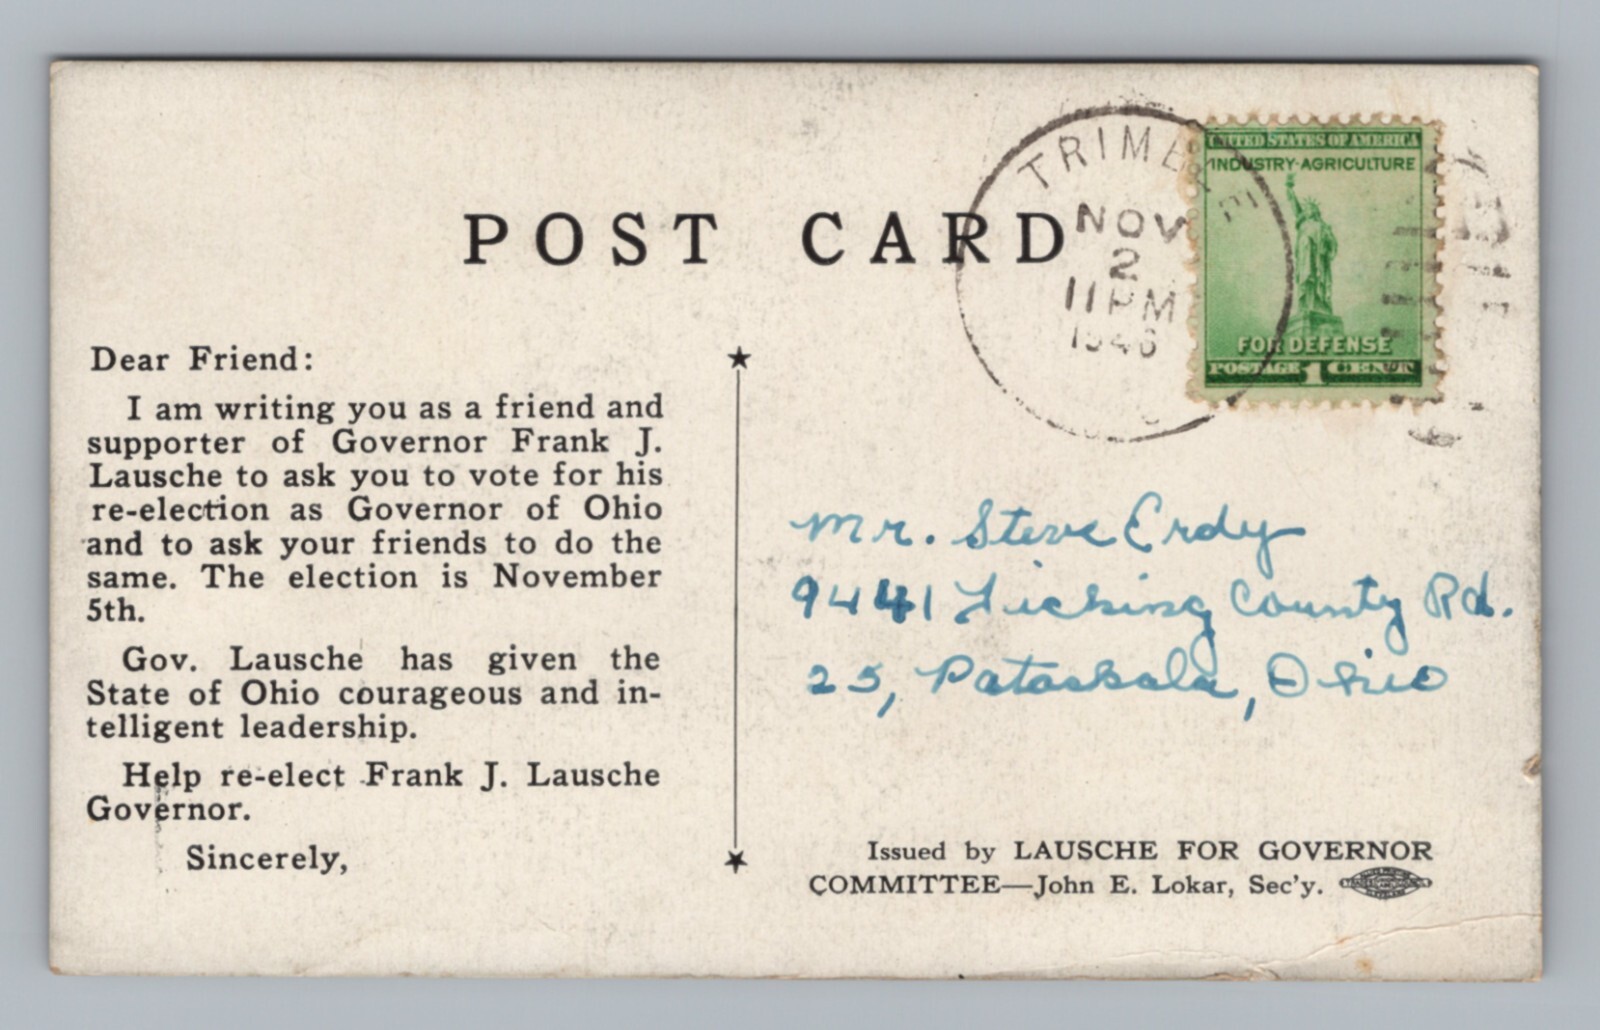 POST CARD
TRIMBLE
NOV
2
11 PM
1946
UNITED STATES OF AMERICA
INDUSTRY·AGRICULTURE
FOR DEFENSE
POSTAGE 1 CENT
Dear Friend:
I am writing you as a friend and
supporter of Governor Frank J.
Lausche to ask you to vote for his
re-election as Governor of Ohio
and to ask your friends to do the
same. The election is November
5th.
Gov. Lausche has given the
State of Ohio courageous and in-
telligent leadership.
Help re-elect Frank J. Lausche
Governor.
Sincerely,
Mr. Steve Erdy
9441 Licking County Rd.
25, Pataskala, Ohio
Issued by LAUSCHE FOR GOVERNOR
COMMITTEE—John E. Lokar, Sec'y.